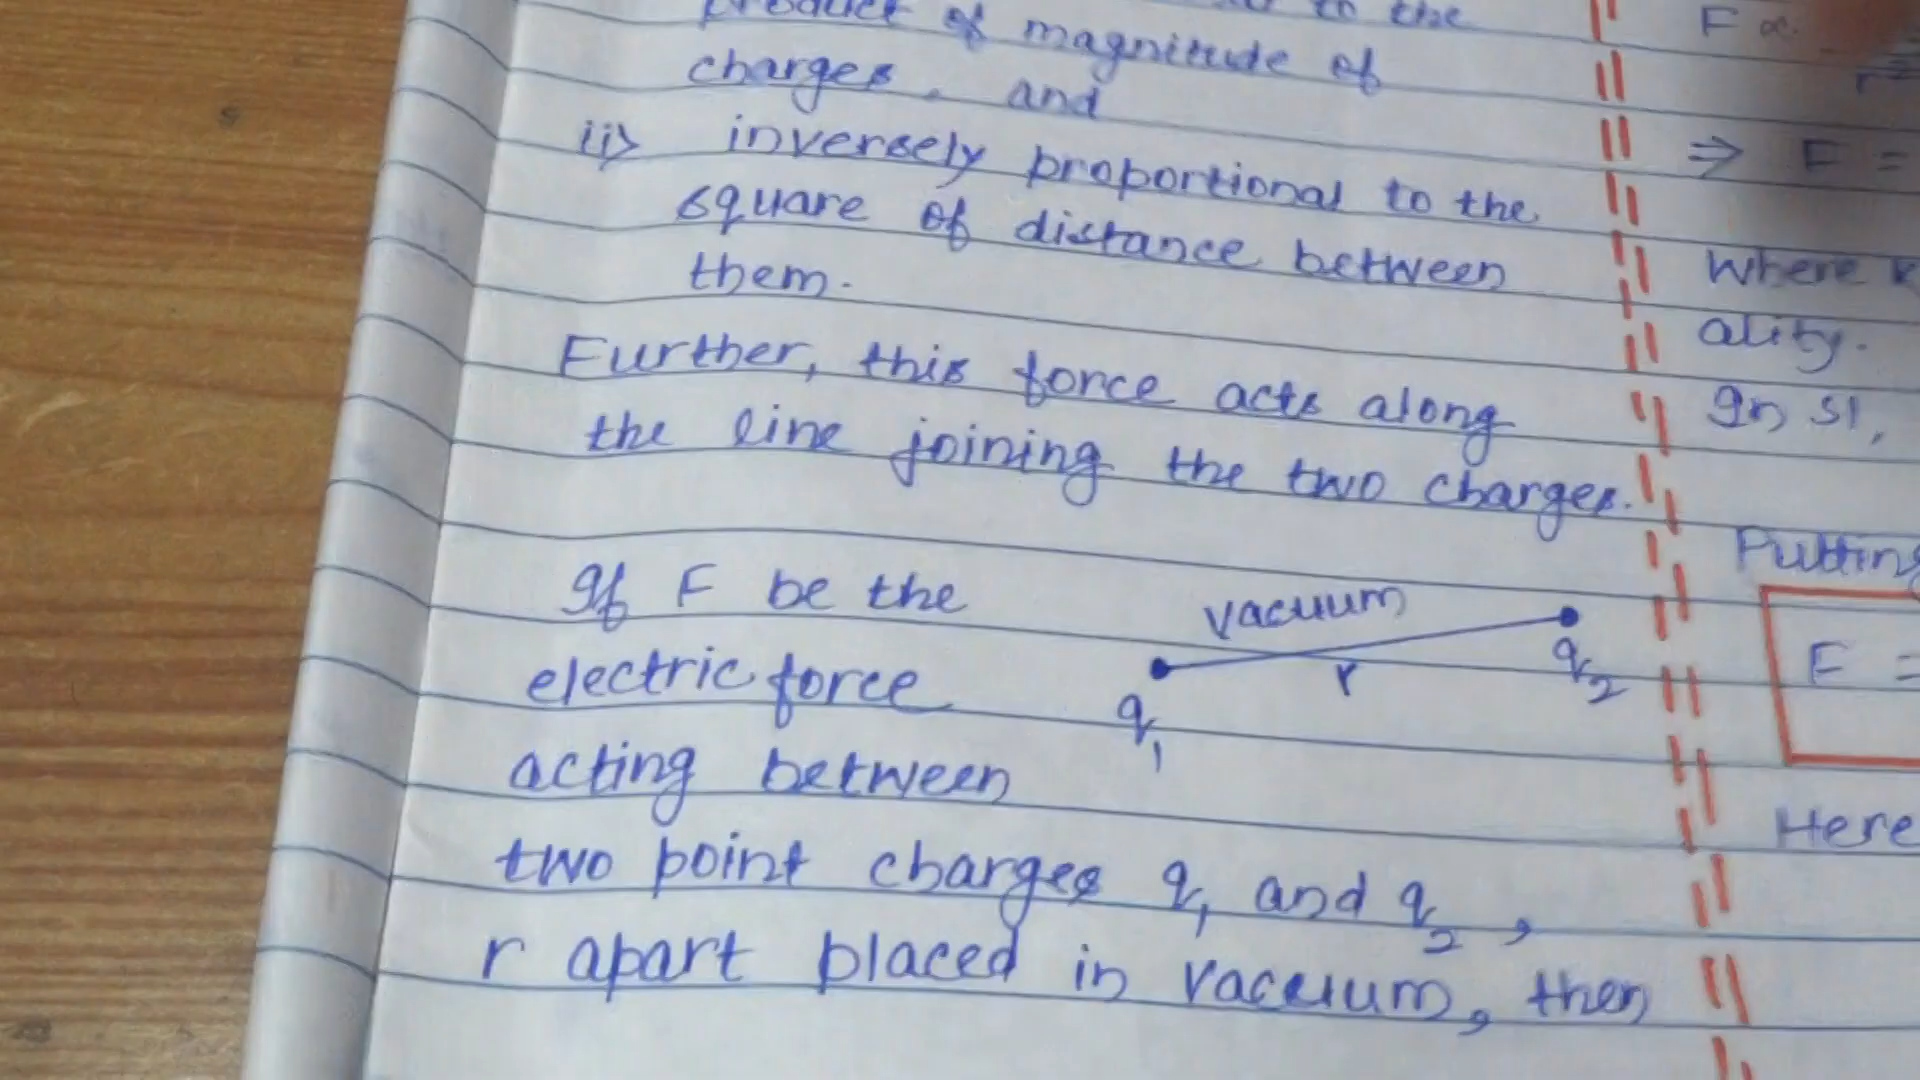 product of magnitude of
charges, and
ii> inversely proportional to the
square of distance between
them.
Further, this force acts along
the line joining the two charges.
If F be the
electric force
acting between
two point charges q1 and q2,
r apart placed in vacuum, then
vacuum
r
q1
q2
F ∝
r2
⇒ F =
Where k
ality.
In SI,
Putting
F =
Here